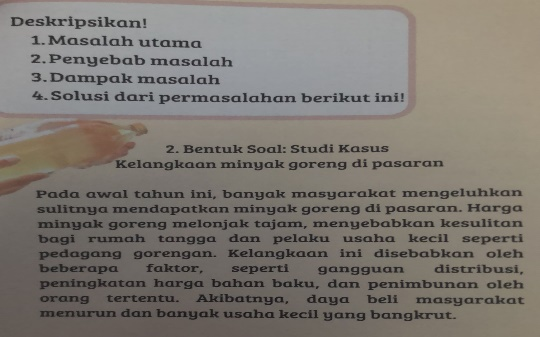 Deskripsikan!
1. Masalah utama
2. Penyebab masalah
3. Dampak masalah
4. Solusi dari permasalahan berikut ini!
2. Bentuk Soal: Studi Kasus
Kelangkaan minyak goreng di pasaran
Pada awal tahun ini, banyak masyarakat mengeluhkan
sulitnya mendapatkan minyak goreng di pasaran. Harga
minyak goreng melonjak tajam, menyebabkan kesulitan
bagi rumah tangga dan pelaku usaha kecil seperti
pedagang gorengan. Kelangkaan ini disebabkan oleh
beberapa faktor, seperti gangguan distribusi,
peningkatan harga bahan baku, dan penimbunan oleh
orang tertentu. Akibatnya, daya beli masyarakat
menurun dan banyak usaha kecil yang bangkrut.